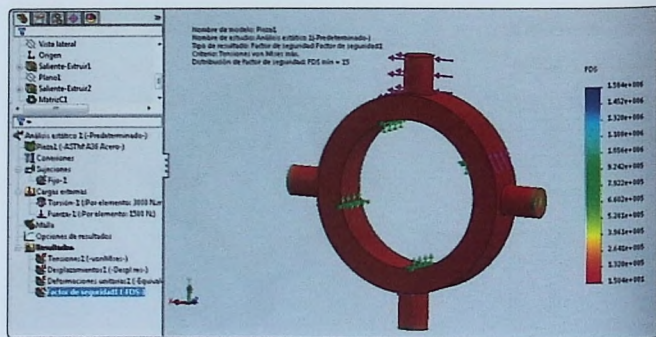 Vista lateral
Origen
Saliente-Extruir1
Plano1
Saliente-Extruir2
MatrizC1
Análisis estático 1 (-Predeterminado-)
Pieza1 (-ASTM A36 Acero-)
Conexiones
Sujeciones
Fijo-1
Cargas externas
Torsión-1 (:Por elemento: 3000 N.m
Fuerza-1 (:Por elemento: 1500 N:)
Malla
Opciones de resultados
Resultados
Tensiones1 (-vonMises-)
Desplazamientos1 (-Despl res-)
Deformaciones unitarias1 (-Equival
Factor de seguridad1 (-FDS-)
Nombre de modelo: Pieza1
Nombre de estudio: Análisis estático 1(-Predeterminado-)
Tipo de resultado: Factor de seguridad Factor de seguridad1
Criterio: Tensiones von Mises máx.
Distribución de factor de seguridad: FDS mín = 15
FDS
1.584e+006
1.452e+006
1.320e+006
1.188e+006
1.056e+006
9.242e+005
7.922e+005
6.602e+005
5.281e+005
3.961e+005
2.641e+005
1.320e+005
1.504e+001